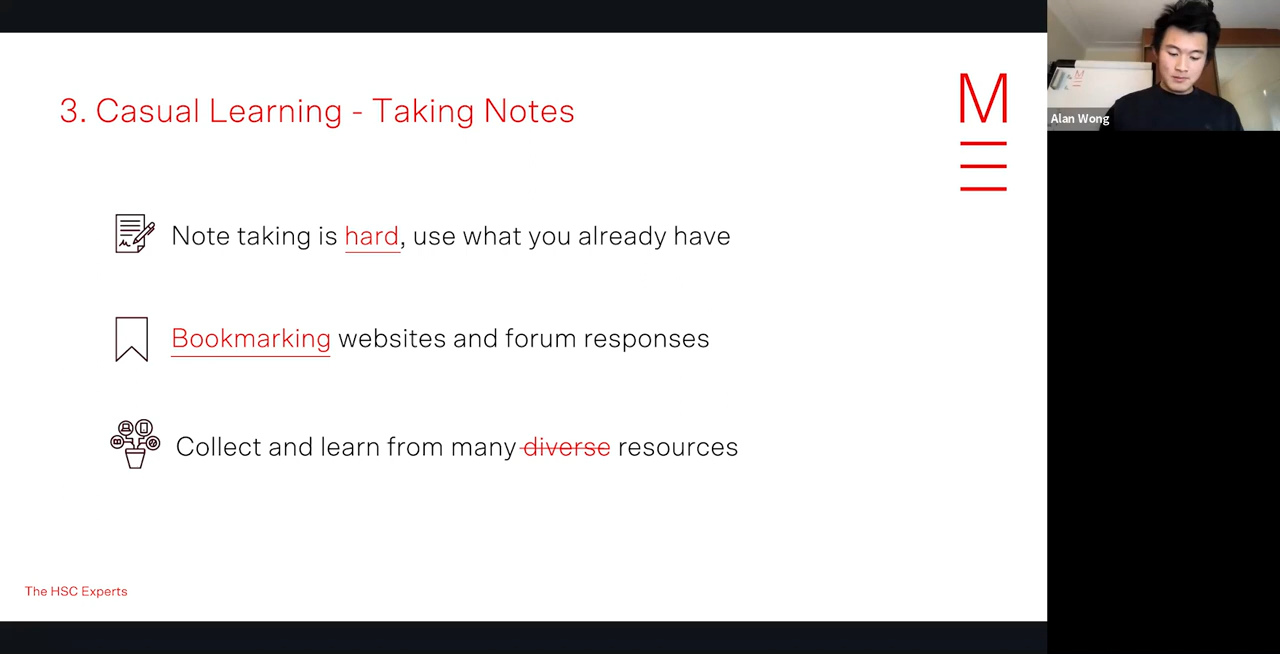 3. Casual Learning - Taking Notes
M
Note taking is hard, use what you already have
Bookmarking websites and forum responses
Collect and learn from many diverse resources
The HSC Experts
Alan Wong